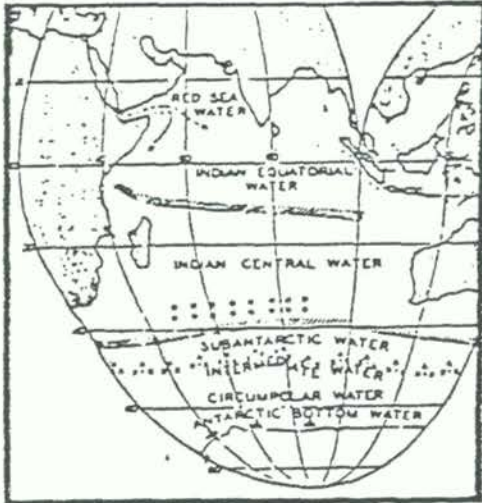 RED SEA
WATER
INDIAN EQUATORIAL
WATER
INDIAN CENTRAL WATER
SUBANTARCTIC WATER
INTERMEDIATE WATER
CIRCUMPOLAR WATER
ANTARCTIC BOTTOM WATER